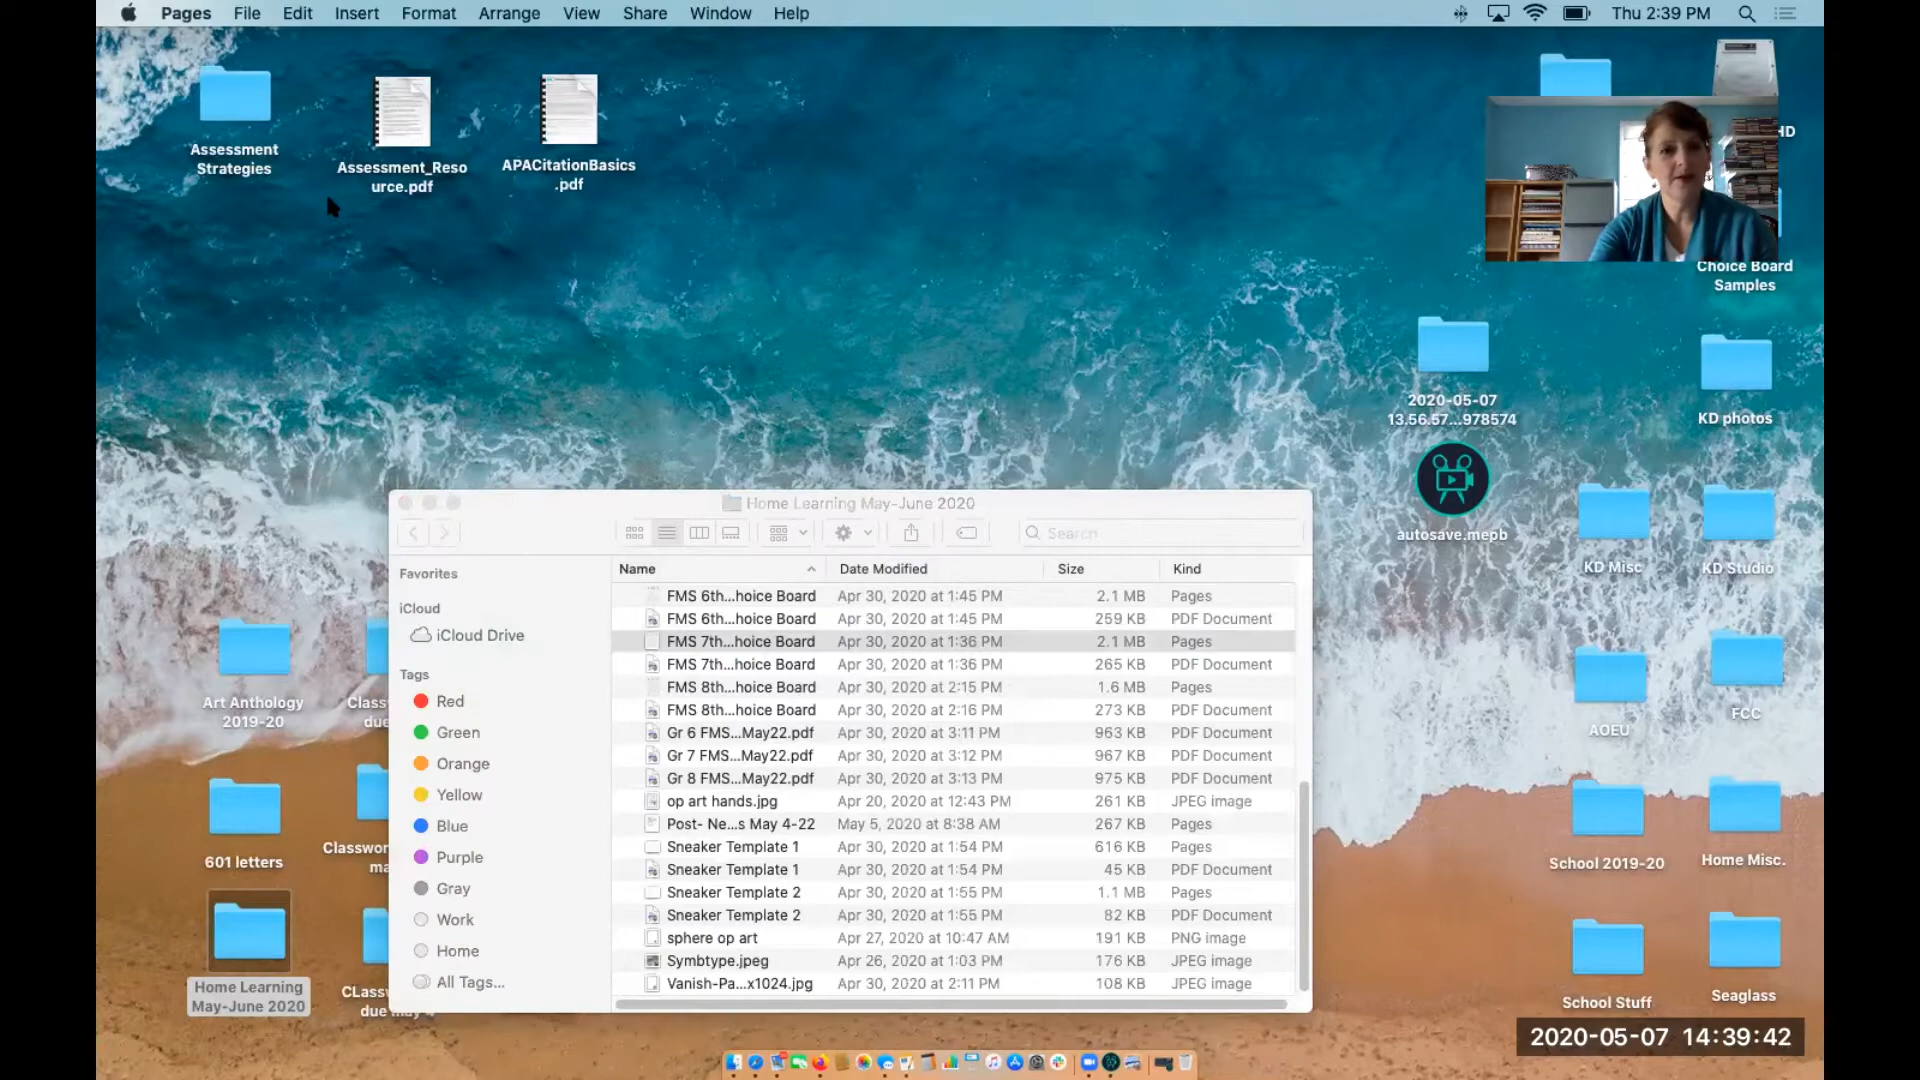 Pages File Edit Insert Format Arrange View Share Window Help
Thu 2:39 PM
Assessment
Strategies
Assessment_Reso
urce.pdf
APACitationBasics
.pdf
HD
Choice Board
Samples
2020-05-07
13.56.57...978574
KD photos
autosave.mepb
KD Misc
KD Studio
Art Anthology
2019-20
Class
due
AOEU
FCC
601 letters
Classwor
ma
School 2019-20
Home Misc.
Home Learning
May-June 2020
CLassw
due may 4
School Stuff
Seaglass
Home Learning May-June 2020
Search
Favorites
iCloud
iCloud Drive
Tags
Red
Green
Orange
Yellow
Blue
Purple
Gray
Work
Home
All Tags...
Name Date Modified Size Kind
FMS 6th...hoice Board Apr 30, 2020 at 1:45 PM 2.1 MB Pages
FMS 6th...hoice Board Apr 30, 2020 at 1:45 PM 259 KB PDF Document
FMS 7th...hoice Board Apr 30, 2020 at 1:36 PM 2.1 MB Pages
FMS 7th...hoice Board Apr 30, 2020 at 1:36 PM 265 KB PDF Document
FMS 8th...hoice Board Apr 30, 2020 at 2:15 PM 1.6 MB Pages
FMS 8th...hoice Board Apr 30, 2020 at 2:16 PM 273 KB PDF Document
Gr 6 FMS...May22.pdf Apr 30, 2020 at 3:11 PM 963 KB PDF Document
Gr 7 FMS...May22.pdf Apr 30, 2020 at 3:12 PM 967 KB PDF Document
Gr 8 FMS...May22.pdf Apr 30, 2020 at 3:13 PM 975 KB PDF Document
op art hands.jpg Apr 20, 2020 at 12:43 PM 261 KB JPEG image
Post- Ne...s May 4-22 May 5, 2020 at 8:38 AM 267 KB Pages
Sneaker Template 1 Apr 30, 2020 at 1:54 PM 616 KB Pages
Sneaker Template 1 Apr 30, 2020 at 1:54 PM 45 KB PDF Document
Sneaker Template 2 Apr 30, 2020 at 1:55 PM 1.1 MB Pages
Sneaker Template 2 Apr 30, 2020 at 1:55 PM 82 KB PDF Document
sphere op art Apr 27, 2020 at 10:47 AM 191 KB PNG image
Symbtype.jpeg Apr 26, 2020 at 1:03 PM 176 KB JPEG image
Vanish-Pa...x1024.jpg Apr 30, 2020 at 2:11 PM 108 KB JPEG image
2020-05-07 14:39:42